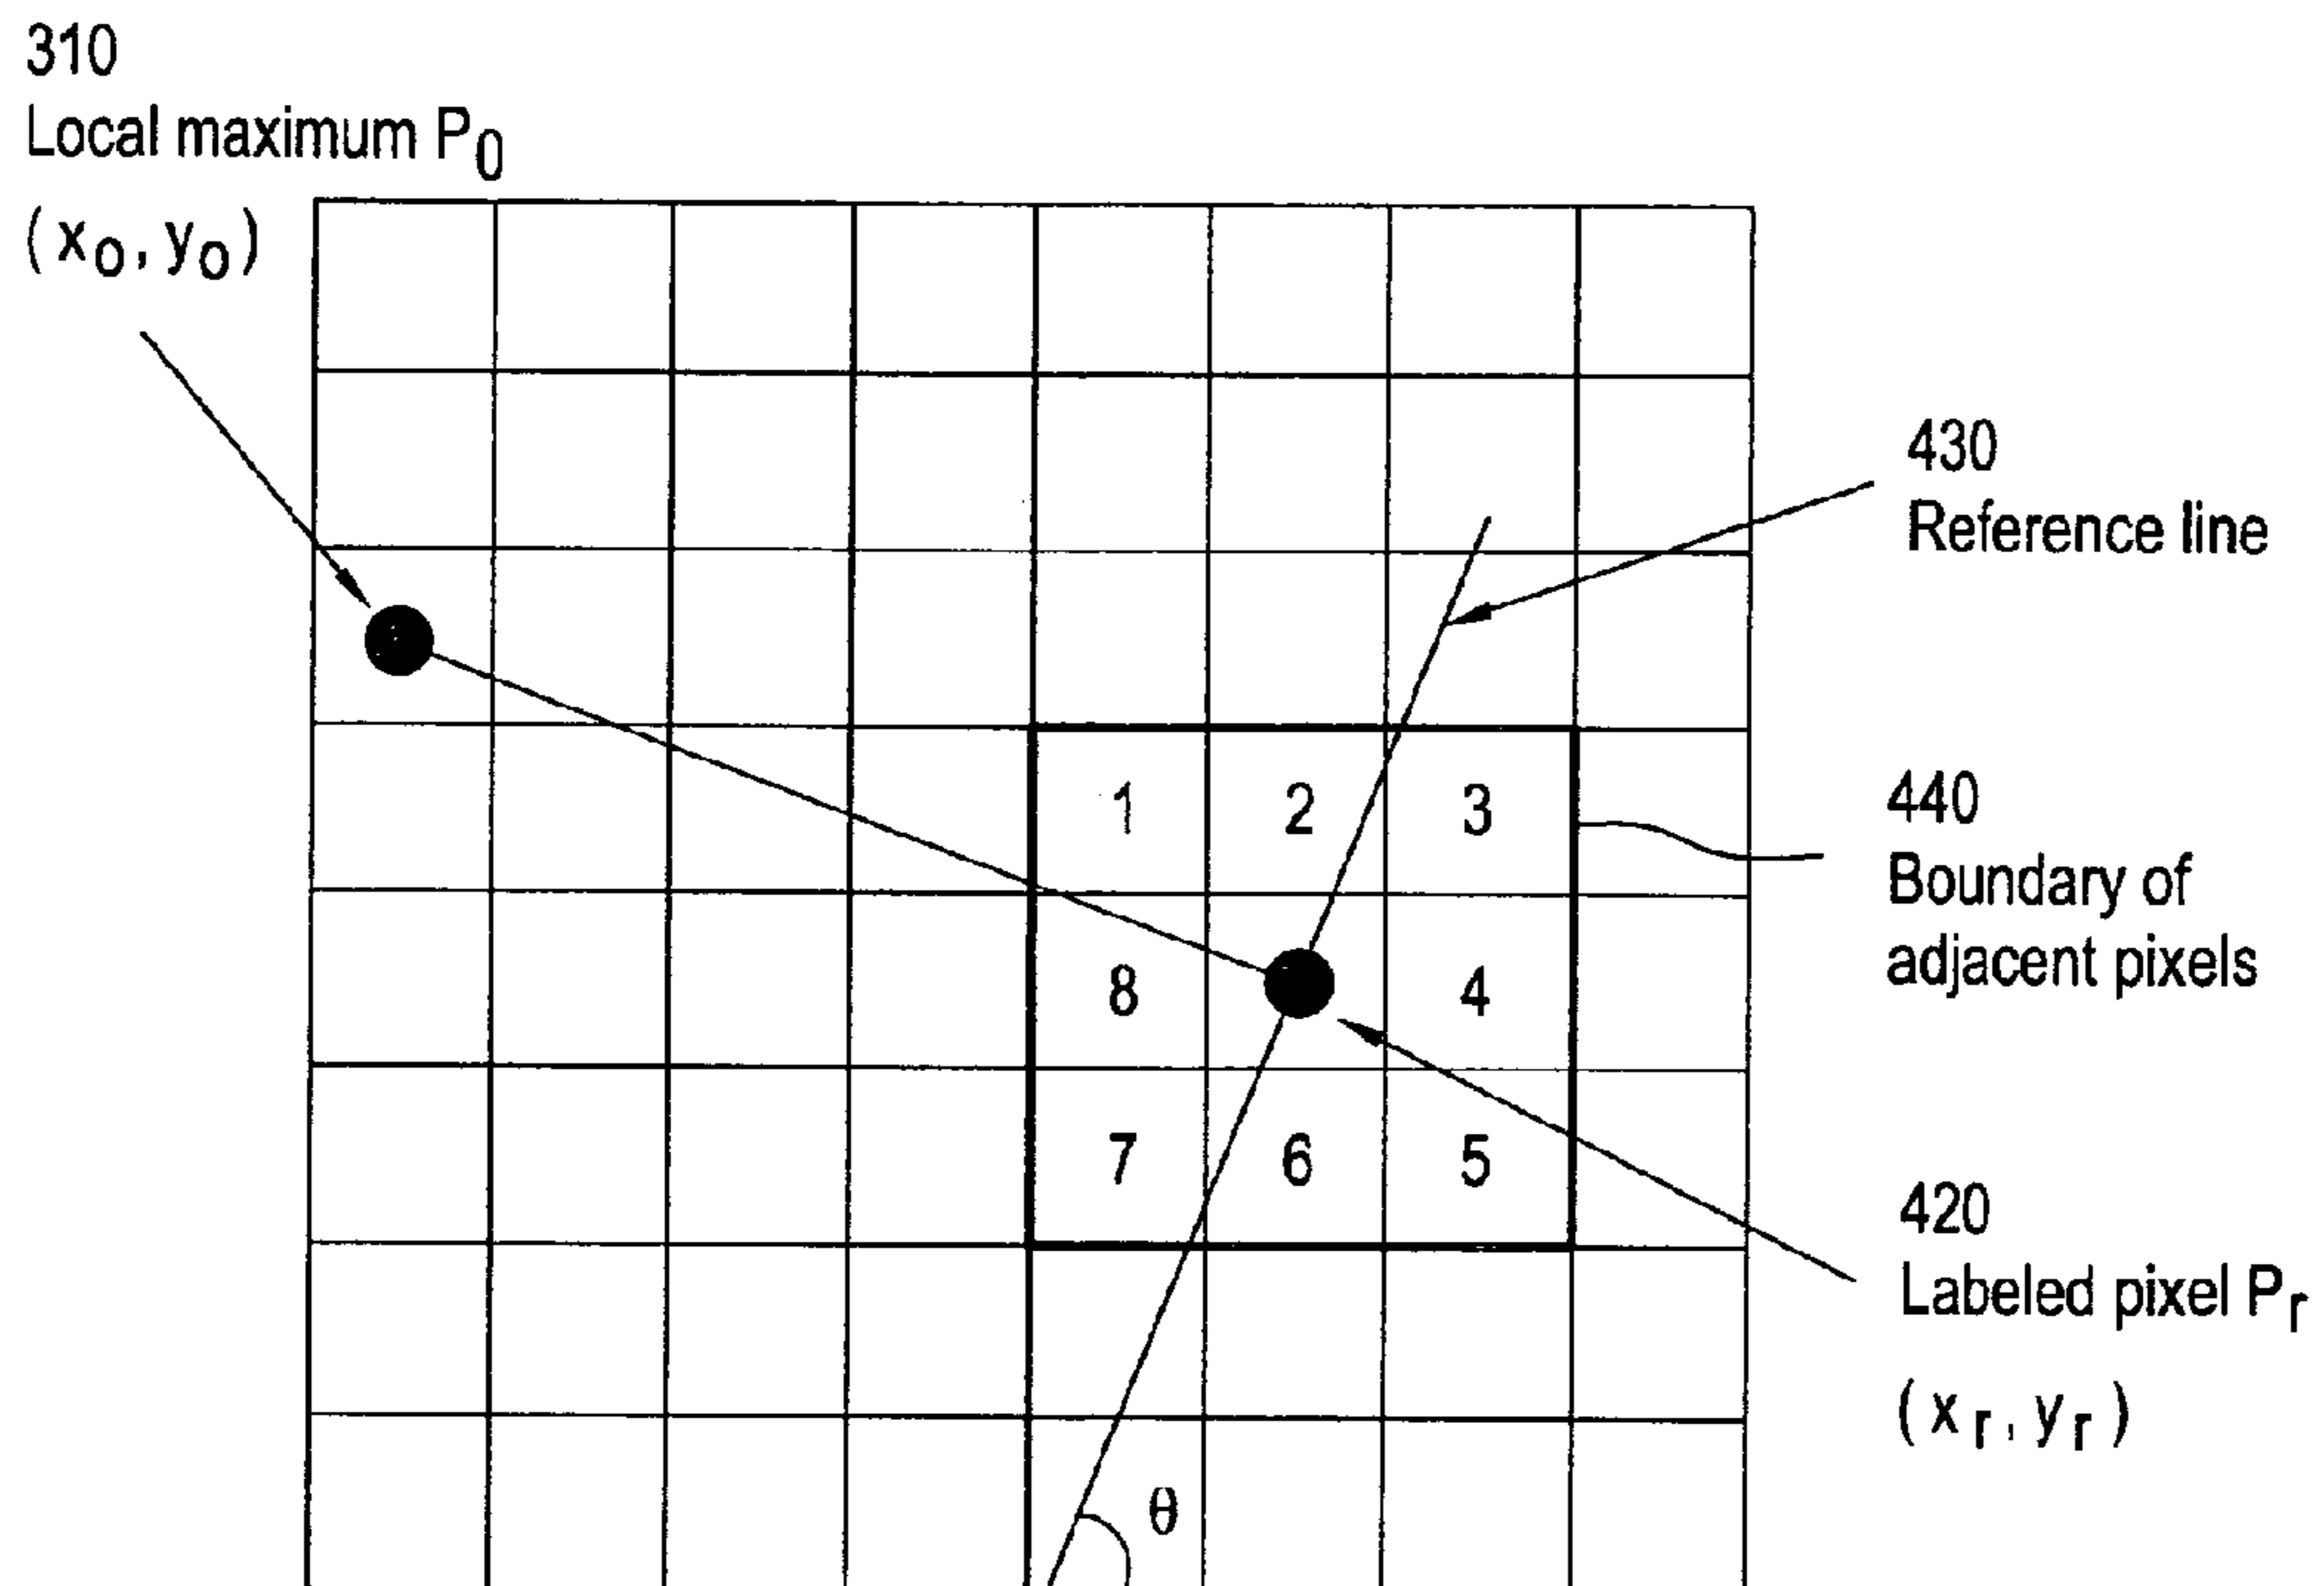 310
Local maximum P0
(x0, y0)
430
Reference line
1 2 3
440
Boundary of
adjacent pixels
8 4
7 6 5
420
Labeled pixel Pr
(xr, yr)
θ